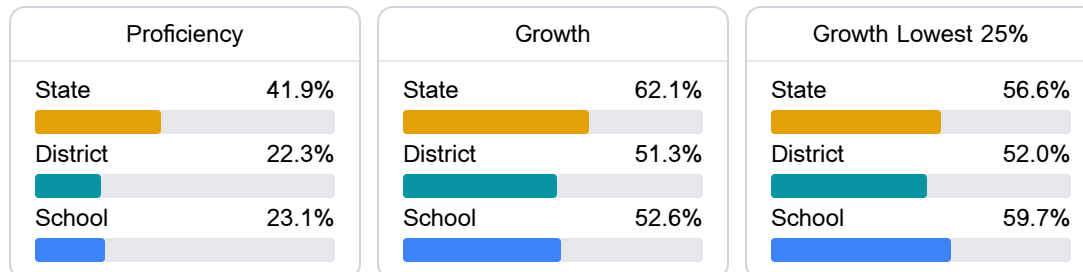 Proficiency
State 41.9%
District 22.3%
School 23.1%
Growth
State 62.1%
District 51.3%
School 52.6%
Growth Lowest 25%
State 56.6%
District 52.0%
School 59.7%